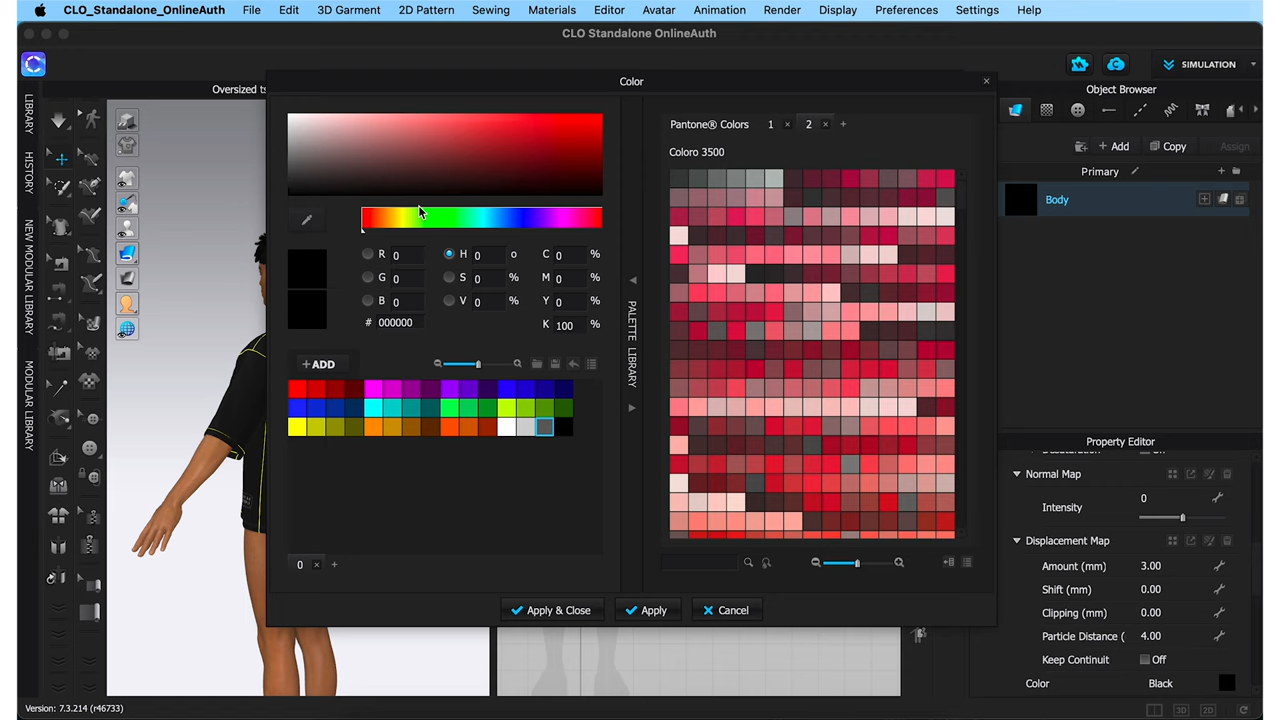 CLO_Standalone_OnlineAuth File Edit 3D Garment 2D Pattern Sewing Materials Editor Avatar Animation Render Display Preferences Settings Help
CLO Standalone OnlineAuth
SIMULATION
Oversized ts
Color
Object Browser
LIBRARY
HISTORY
NEW MODULAR LIBRARY
MODULAR LIBRARY
Pantone® Colors 1 2
Coloro 3500
R 0 H 0 o C 0 %
G 0 S 0 % M 0 %
B 0 V 0 % Y 0 %
# 000000 K 100 %
+ADD
0 × +
PALETTE LIBRARY
Apply & Close Apply Cancel
+ Add Copy Assign
Primary
Body
Property Editor
Normal Map
Intensity 0
Displacement Map
Amount (mm) 3.00
Shift (mm) 0.00
Clipping (mm) 0.00
Particle Distance ( 4.00
Keep Continuit Off
Color Black
Version: 7.3.214 (r46733)
3D 2D